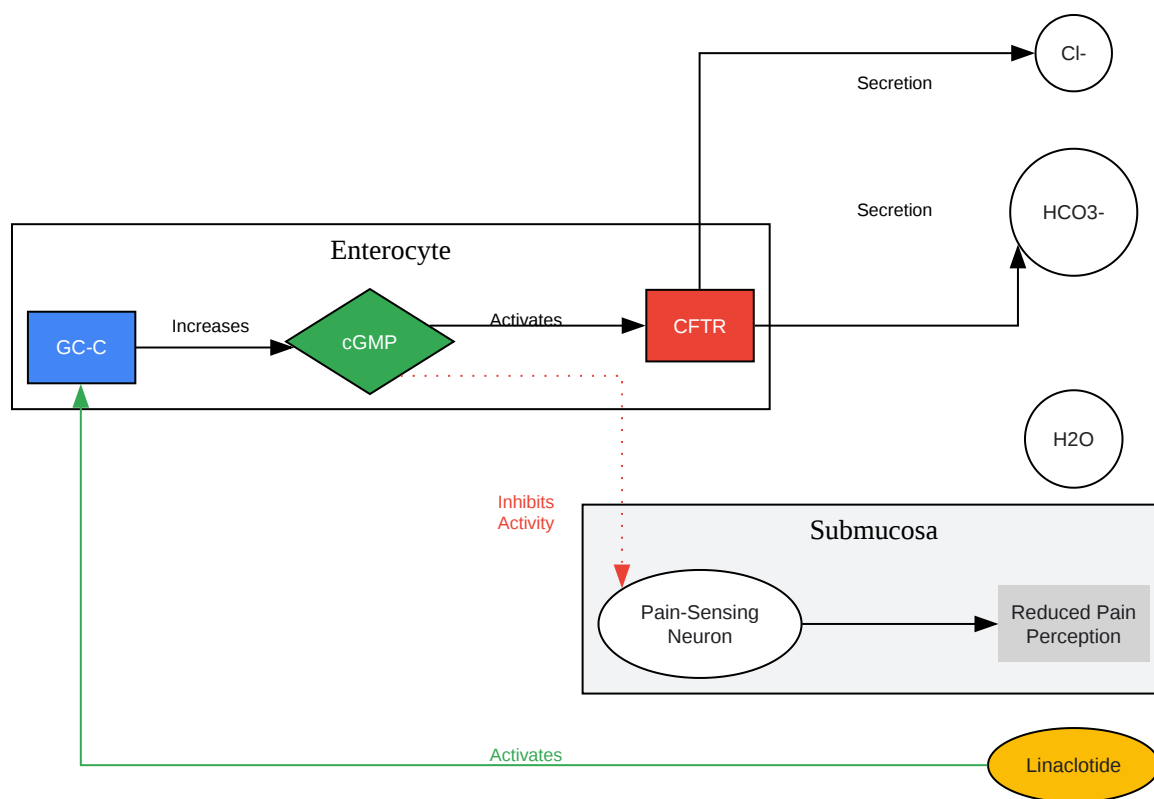 Cl-
Secretion
Secretion
HCO3-
Enterocyte
GC-C
Increases
cGMP
Activates
CFTR
H2O
Inhibits
Activity
Submucosa
Pain-Sensing
Neuron
Reduced Pain
Perception
Activates
Linaclotide